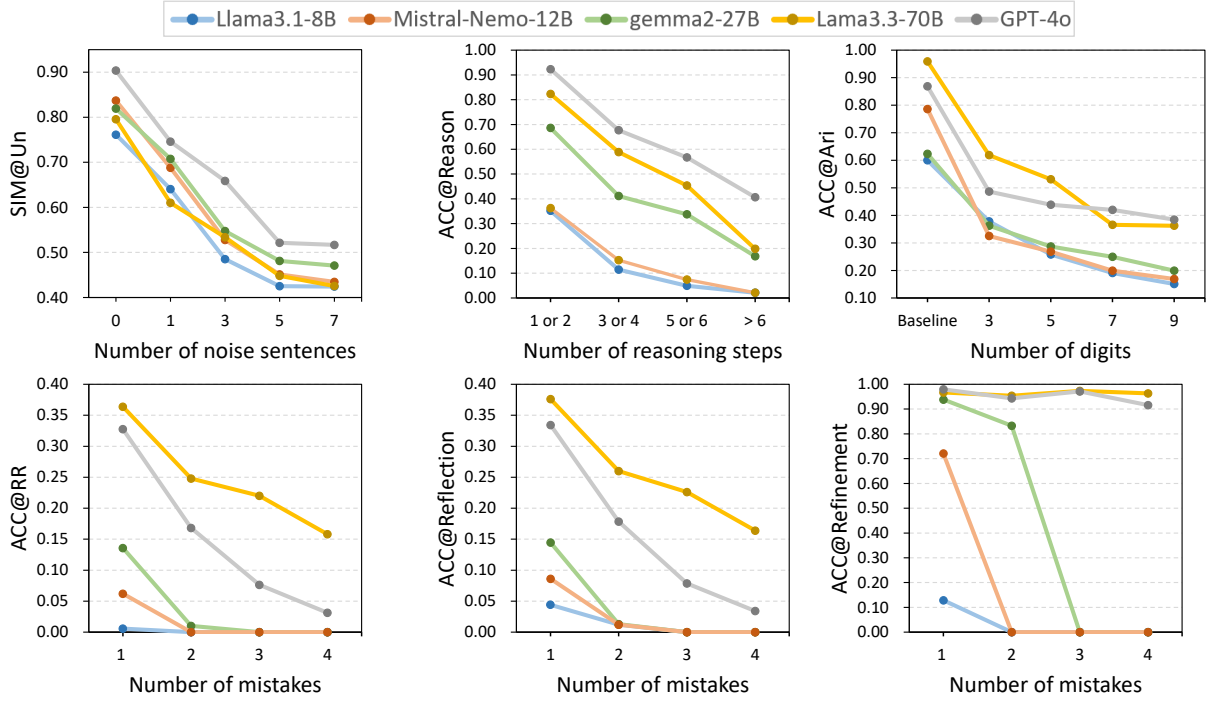 Llama3.1-8B Mistral-Nemo-12B gemma2-27B Lama3.3-70B GPT-4o
SIM@Un
0.90
0.80
0.70
0.60
0.50
0.40
0 1 3 5 7
Number of noise sentences
ACC@Reason
1.00
0.90
0.80
0.70
0.60
0.50
0.40
0.30
0.20
0.10
0.00
1 or 2 3 or 4 5 or 6 > 6
Number of reasoning steps
ACC@Ari
1.00
0.90
0.80
0.70
0.60
0.50
0.40
0.30
0.20
0.10
Baseline 3 5 7 9
Number of digits
ACC@RR
0.40
0.35
0.30
0.25
0.20
0.15
0.10
0.05
0.00
1 2 3 4
Number of mistakes
ACC@Reflection
0.40
0.35
0.30
0.25
0.20
0.15
0.10
0.05
0.00
1 2 3 4
Number of mistakes
ACC@Refinement
1.00
0.90
0.80
0.70
0.60
0.50
0.40
0.30
0.20
0.10
0.00
1 2 3 4
Number of mistakes